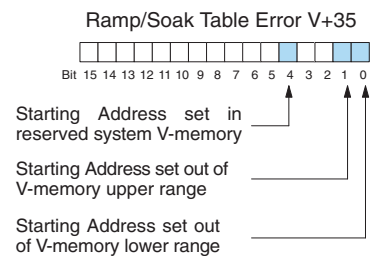 Ramp/Soak Table Error V+35
Bit 15 14 13 12 11 10 9 8 7 6 5 4 3 2 1 0
Starting Address set in
reserved system V-memory
Starting Address set out of
V-memory upper range
Starting Address set out
of V-memory lower range